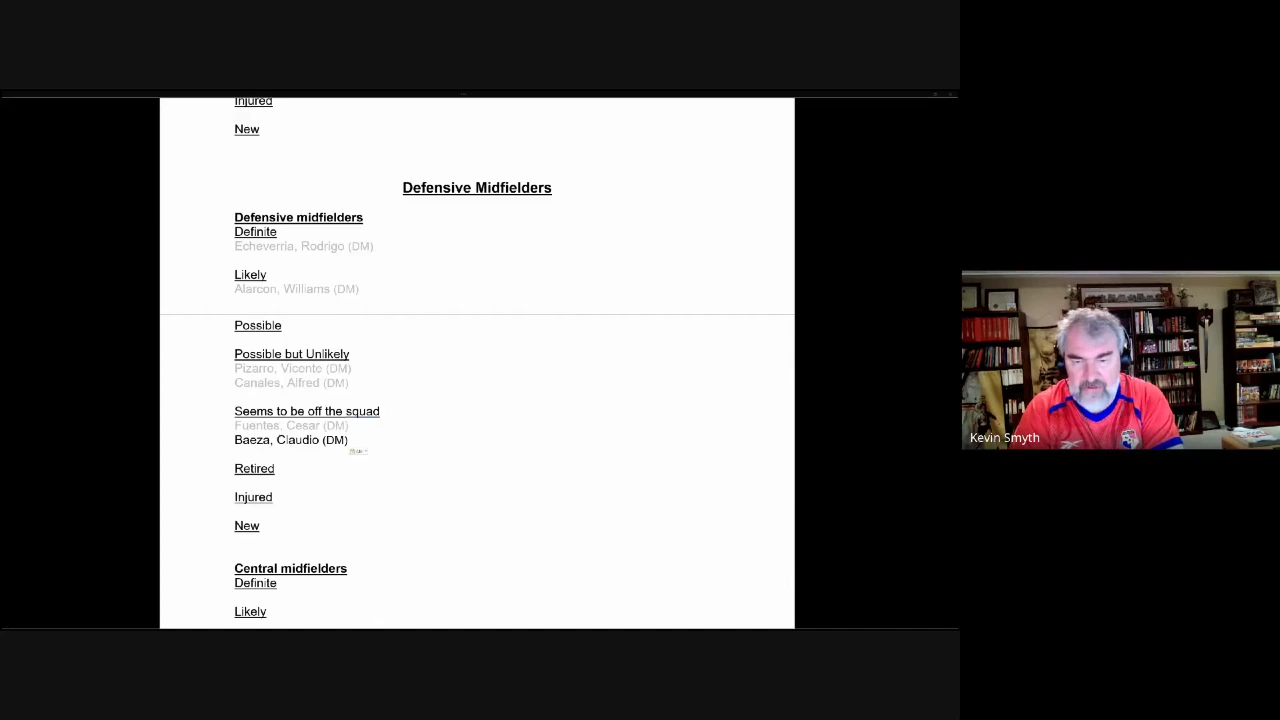 Injured
New
Defensive Midfielders
Defensive midfielders
Definite
Echeverria, Rodrigo (DM)
Likely
Alarcon, Williams (DM)
Possible
Possible but Unlikely
Pizarro, Vicente (DM)
Canales, Alfred (DM)
Seems to be off the squad
Fuentes, Cesar (DM)
Baeza, Claudio (DM)
Retired
Injured
New
Central midfielders
Definite
Likely
Kevin Smyth